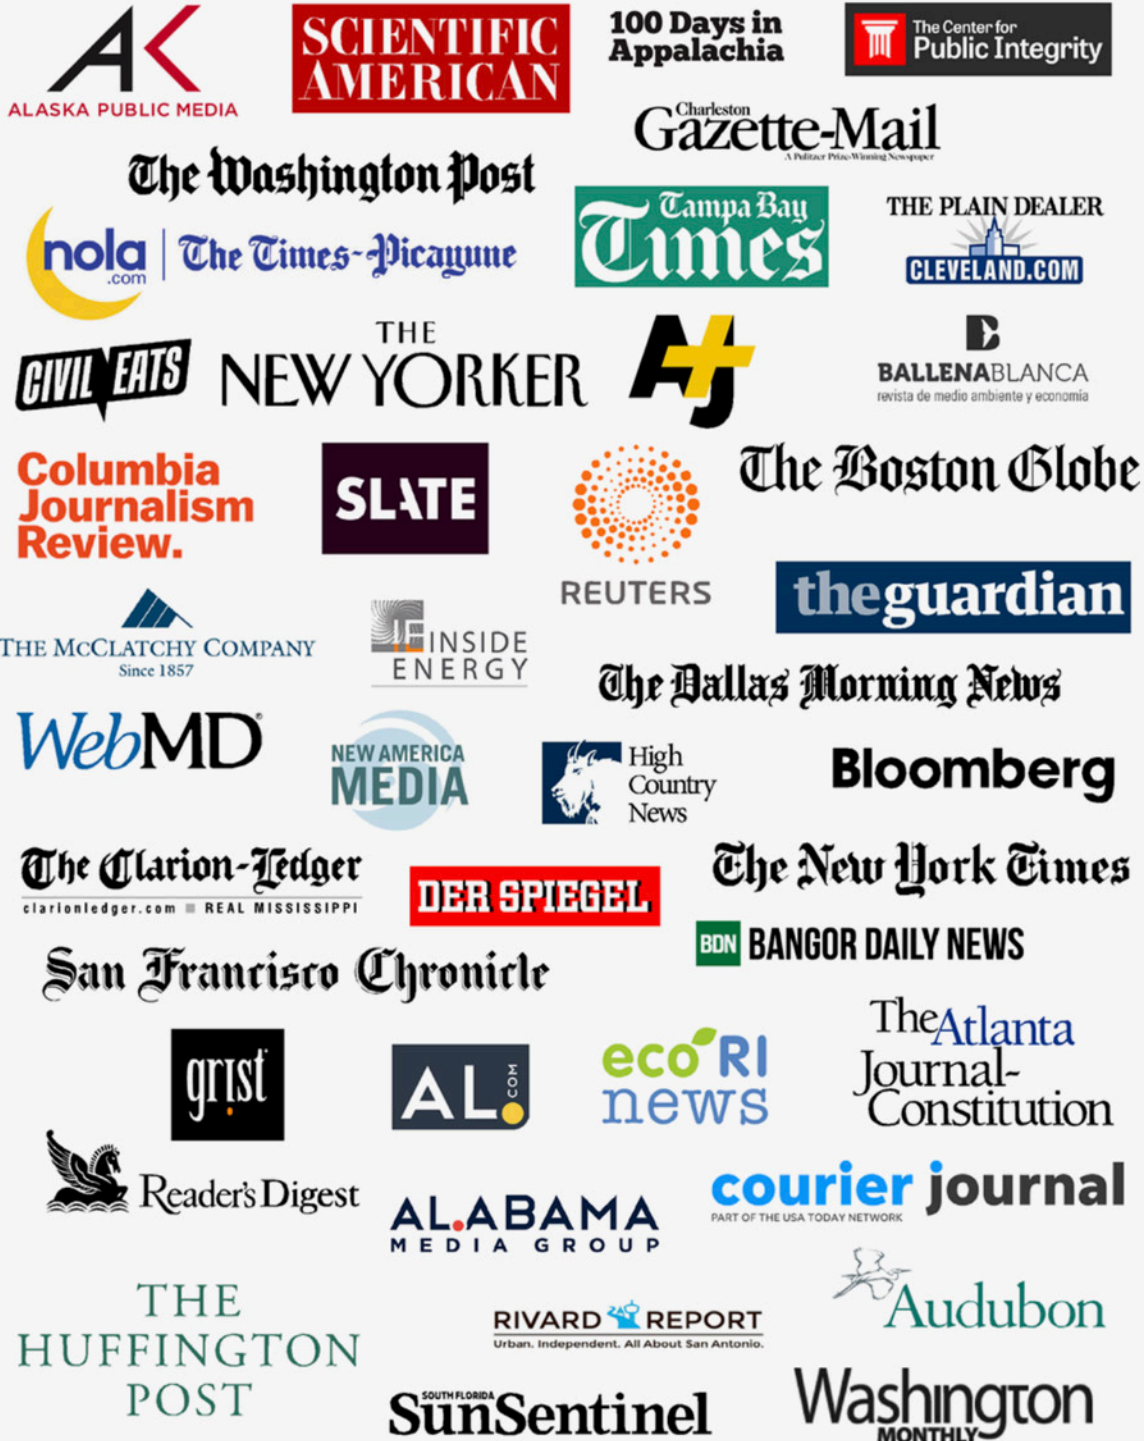 AK
ALASKA PUBLIC MEDIA
SCIENTIFIC
AMERICAN
100 Days in
Appalachia
The Center for
Public Integrity
Charleston
Gazette-Mail
A Pulitzer Prize-Winning Newspaper
The Washington Post
nola
.com
The Times-Picayune
Tampa Bay
Times
THE PLAIN DEALER
CLEVELAND.COM
CIVIL EATS
THE
NEW YORKER
AJ+
B
BALLENABLANCA
revista de medio ambiente y economía
Columbia
Journalism
Review.
SLATE
REUTERS
The Boston Globe
theguardian
THE MCCLATCHY COMPANY
Since 1857
IE INSIDE
ENERGY
The Dallas Morning News
WebMD®
NEW AMERICA
MEDIA
High
Country
News
Bloomberg
The Clarion-Ledger
clarionledger.com ■ REAL MISSISSIPPI
DER SPIEGEL
The New York Times
BDN BANGOR DAILY NEWS
San Francisco Chronicle
grist
AL.COM
eco RI
news
The Atlanta
Journal-
Constitution
Reader's Digest
ALABAMA
MEDIA GROUP
courier journal
PART OF THE USA TODAY NETWORK
THE
HUFFINGTON
POST
RIVARD REPORT
Urban. Independent. All About San Antonio.
Audubon
SOUTH FLORIDA
SunSentinel
Washington
MONTHLY